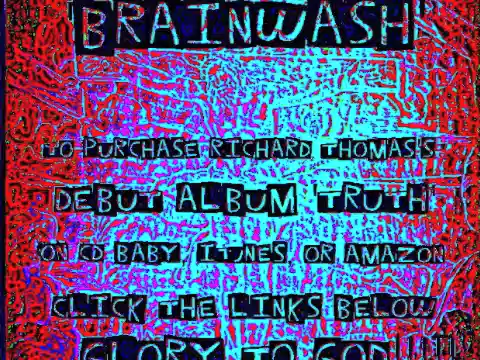 BRAINWASH
TO PURCHASE RICHARD THOMAS'S
DEBUT ALBUM 'TRUTH'
ON CD BABY, ITNES OR AMAZON
CLICK THE LINKS BELOW
GLORY TO GOD!!!!